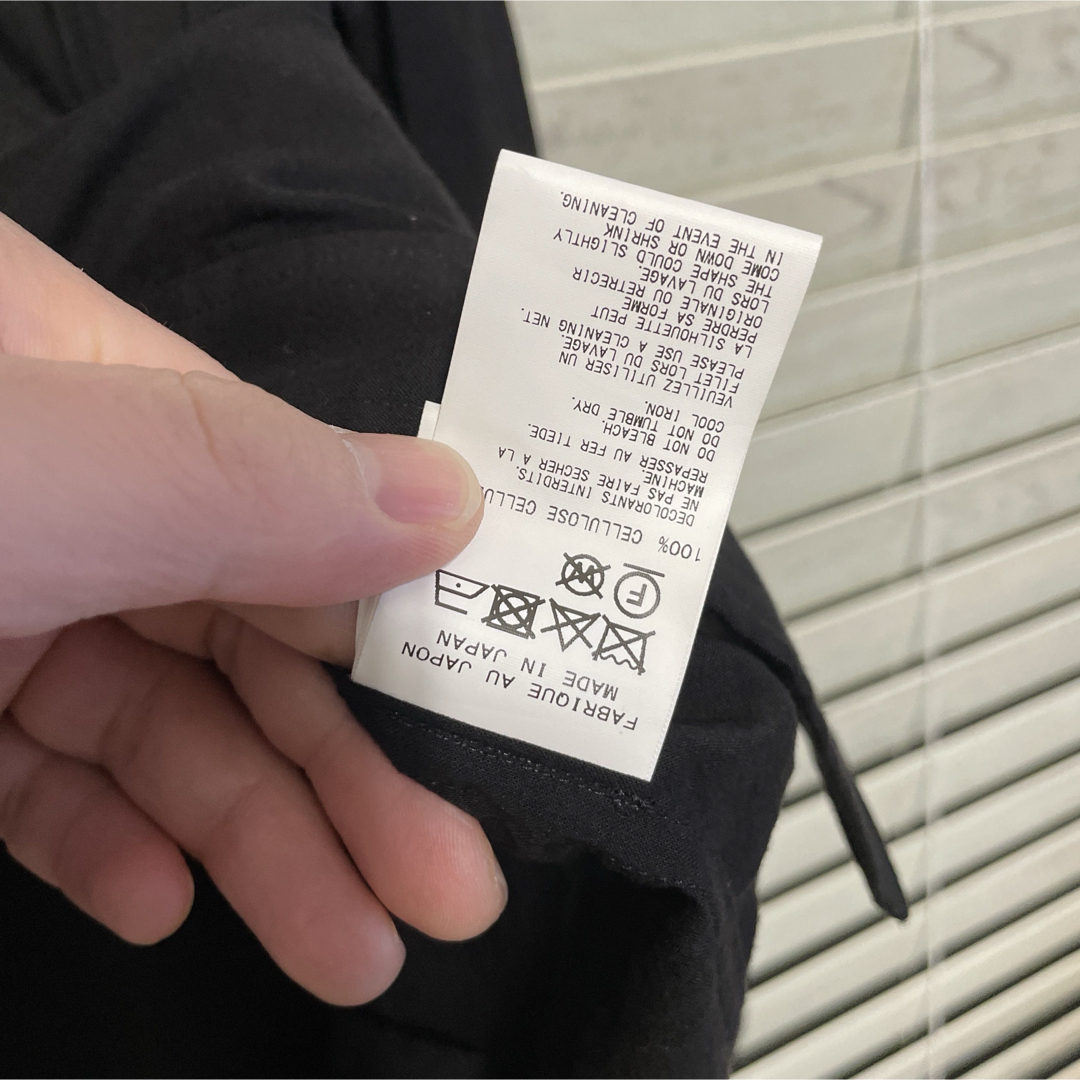 FABRIQUE AU JAPON
MADE IN JAPAN
F W
100% CELLULOSE
DECOLORANTS INTERDITS.
NE PAS FAIRE SECHER A LA
MACHINE.
REPASSER AU FER TIEDE.
DO NOT BLEACH.
DO NOT TUMBLE DRY.
COOL IRON.
VEUILLEZ UTILISER UN
FILET LORS DU LAVAGE.
PLEASE USE A CLEANING NET.
LA SILHOUETTE PEUT
PERDRE SA FORME
ORIGINALE OU RETRECIR
LORS DU LAVAGE.
THE SHAPE COULD SLIGHTLY
COME DOWN OR SHRINK
IN THE EVENT OF CLEANING.